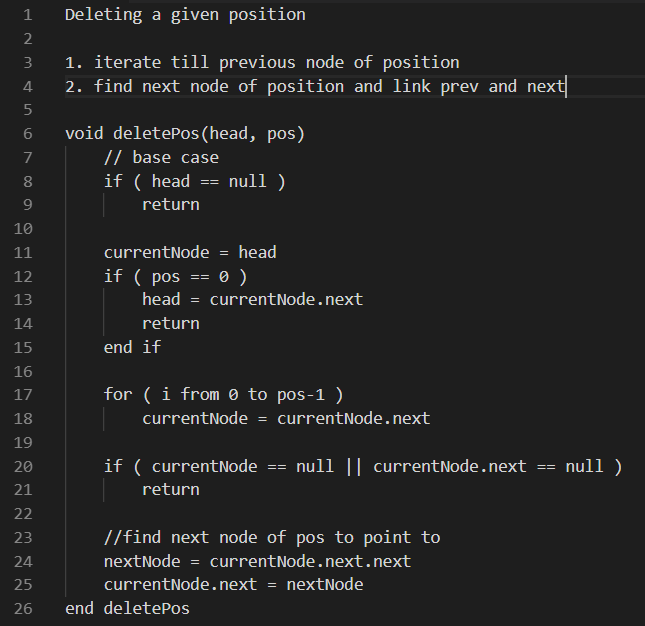 1 Deleting a given position
2
3 1. iterate till previous node of position
4 2. find next node of position and link prev and next
5
6 void deletePos(head, pos)
7     // base case
8     if ( head == null )
9         return
10
11     currentNode = head
12     if ( pos == 0 )
13         head = currentNode.next
14         return
15     end if
16
17     for ( i from 0 to pos-1 )
18         currentNode = currentNode.next
19
20     if ( currentNode == null || currentNode.next == null )
21         return
22
23     //find next node of pos to point to
24     nextNode = currentNode.next.next
25     currentNode.next = nextNode
26 end deletePos